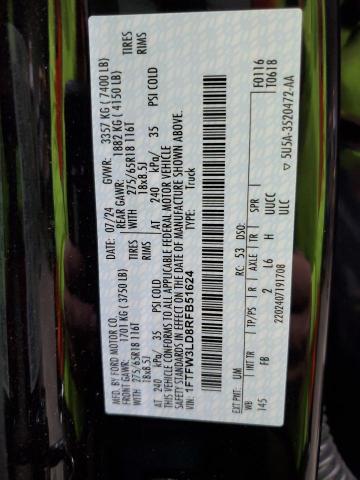 MFD. BY FORD MOTOR CO.
DATE: 07/24 GVWR: 3357 KG ( 7400 LB)
FRONT GAWR: 1701 KG ( 3750 LB) REAR GAWR: 1882 KG ( 4150 LB)
WITH 275/65R18 116T TIRES WITH 275/65R18 116T TIRES
18x8.5J RIMS 18x8.5J RIMS
AT 240 kPa/ 35 PSI COLD AT 240 kPa/ 35 PSI COLD
THIS VEHICLE CONFORMS TO ALL APPLICABLE FEDERAL MOTOR VEHICLE
SAFETY STANDARDS IN EFFECT ON THE DATE OF MANUFACTURE SHOWN ABOVE.
VIN: 1FTFW3LD8RFB51624 Truck
F0116
T0618
EXT PNT: UM RC: 53 DSO:
WB TP/PS R AXLE TR SPR
145 FB 2 L6 H UUCC
2202407191708 ULC
▽ 5U5A-3520472-AA